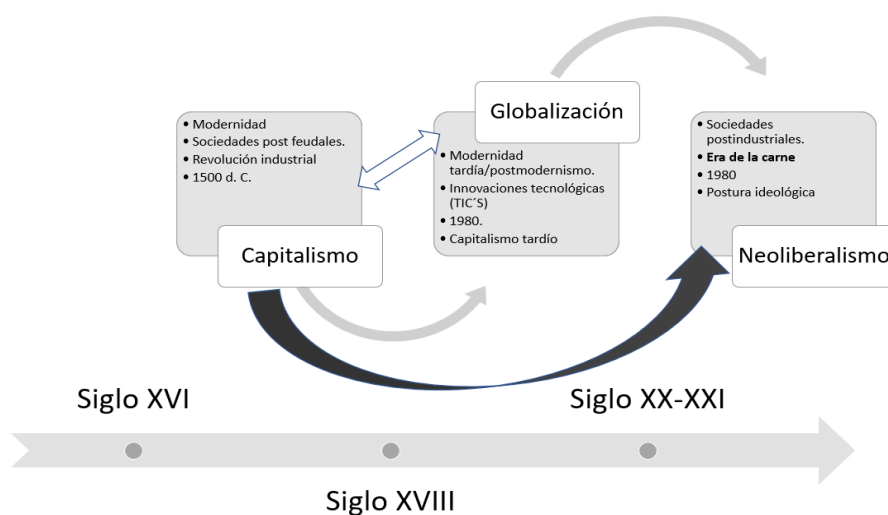 • Modernidad
• Sociedades post feudales.
• Revolución industrial
• 1500 d. C.
Capitalismo
Globalización
• Modernidad
tardía/postmodernismo.
• Innovaciones tecnológicas
(TIC´S)
• 1980.
• Capitalismo tardío
• Sociedades
postindustriales.
• Era de la carne
• 1980
• Postura ideológica
Neoliberalismo
Siglo XVI
Siglo XVIII
Siglo XX-XXI